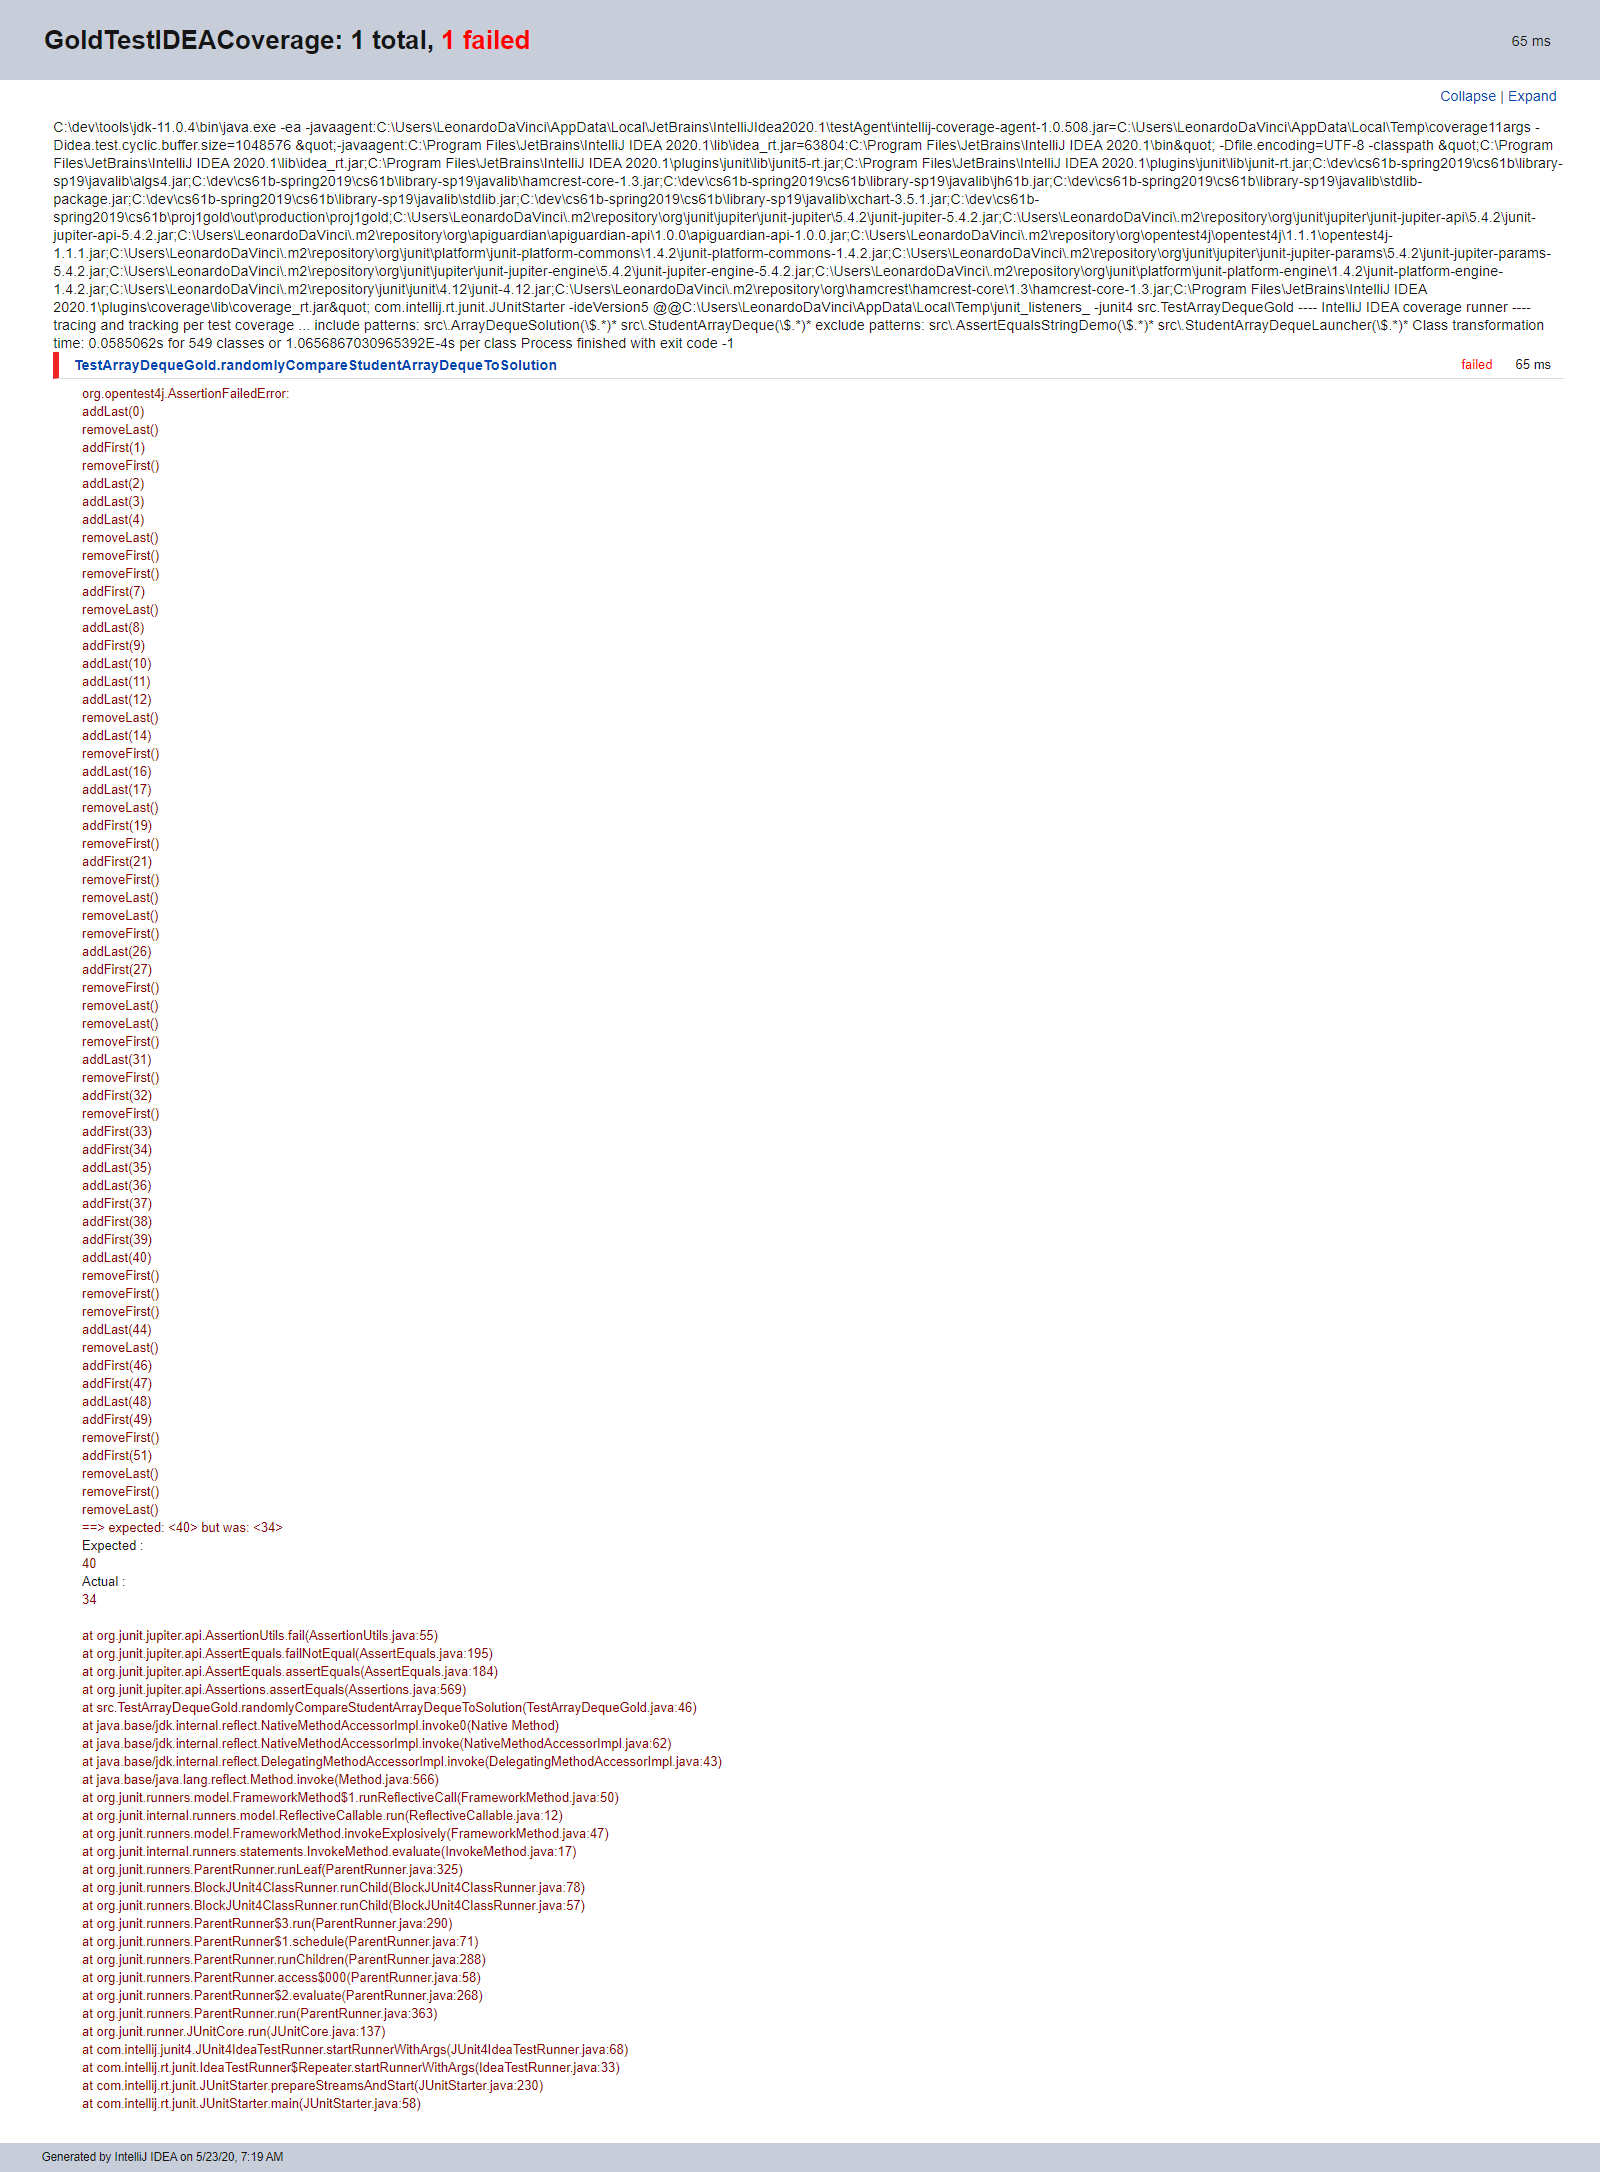 GoldTestIDEACoverage: 1 total, 1 failed
65 ms
Collapse | Expand
C:\dev\tools\jdk-11.0.4\bin\java.exe -ea -javaagent:C:\Users\LeonardoDaVinci\AppData\Local\JetBrains\IntelliJIdea2020.1\testAgent\intellij-coverage-agent-1.0.508.jar=C:\Users\LeonardoDaVinci\AppData\Local\Temp\coverage11args -
Didea.test.cyclic.buffer.size=1048576 &quot;-javaagent:C:\Program Files\JetBrains\IntelliJ IDEA 2020.1\lib\idea_rt.jar=63804:C:\Program Files\JetBrains\IntelliJ IDEA 2020.1\bin&quot; -Dfile.encoding=UTF-8 -classpath &quot;C:\Program
Files\JetBrains\IntelliJ IDEA 2020.1\lib\idea_rt.jar;C:\Program Files\JetBrains\IntelliJ IDEA 2020.1\plugins\junit\lib\junit5-rt.jar;C:\Program Files\JetBrains\IntelliJ IDEA 2020.1\plugins\junit\lib\junit-rt.jar;C:\dev\cs61b-spring2019\cs61b\library-
sp19\javalib\algs4.jar;C:\dev\cs61b-spring2019\cs61b\library-sp19\javalib\hamcrest-core-1.3.jar;C:\dev\cs61b-spring2019\cs61b\library-sp19\javalib\jh61b.jar;C:\dev\cs61b-spring2019\cs61b\library-sp19\javalib\stdlib-
package.jar;C:\dev\cs61b-spring2019\cs61b\library-sp19\javalib\stdlib.jar;C:\dev\cs61b-spring2019\cs61b\library-sp19\javalib\xchart-3.5.1.jar;C:\dev\cs61b-
spring2019\cs61b\proj1gold\out\production\proj1gold;C:\Users\LeonardoDaVinci\.m2\repository\org\junit\jupiter\junit-jupiter\5.4.2\junit-jupiter-5.4.2.jar;C:\Users\LeonardoDaVinci\.m2\repository\org\junit\jupiter\junit-jupiter-api\5.4.2\junit-
jupiter-api-5.4.2.jar;C:\Users\LeonardoDaVinci\.m2\repository\org\apiguardian\apiguardian-api\1.0.0\apiguardian-api-1.0.0.jar;C:\Users\LeonardoDaVinci\.m2\repository\org\opentest4j\opentest4j\1.1.1\opentest4j-
1.1.1.jar;C:\Users\LeonardoDaVinci\.m2\repository\org\junit\platform\junit-platform-commons\1.4.2\junit-platform-commons-1.4.2.jar;C:\Users\LeonardoDaVinci\.m2\repository\org\junit\jupiter\junit-jupiter-params\5.4.2\junit-jupiter-params-
5.4.2.jar;C:\Users\LeonardoDaVinci\.m2\repository\org\junit\jupiter\junit-jupiter-engine\5.4.2\junit-jupiter-engine-5.4.2.jar;C:\Users\LeonardoDaVinci\.m2\repository\org\junit\platform\junit-platform-engine\1.4.2\junit-platform-engine-
1.4.2.jar;C:\Users\LeonardoDaVinci\.m2\repository\junit\junit\4.12\junit-4.12.jar;C:\Users\LeonardoDaVinci\.m2\repository\org\hamcrest\hamcrest-core\1.3\hamcrest-core-1.3.jar;C:\Program Files\JetBrains\IntelliJ IDEA
2020.1\plugins\coverage\lib\coverage_rt.jar&quot; com.intellij.rt.junit.JUnitStarter -ideVersion5 @@C:\Users\LeonardoDaVinci\AppData\Local\Temp\junit_listeners_ -junit4 src.TestArrayDequeGold ---- IntelliJ IDEA coverage runner ----
tracing and tracking per test coverage ... include patterns: src\.ArrayDequeSolution(\$.*)* src\.StudentArrayDeque(\$.*)* exclude patterns: src\.AssertEqualsStringDemo(\$.*)* src\.StudentArrayDequeLauncher(\$.*)* Class transformation
time: 0.0585062s for 549 classes or 1.0656867030965392E-4s per class Process finished with exit code -1
TestArrayDequeGold.randomlyCompareStudentArrayDequeToSolution
failed 65 ms
org.opentest4j.AssertionFailedError:
addLast(0)
removeLast()
addFirst(1)
removeFirst()
addLast(2)
addLast(3)
addLast(4)
removeLast()
removeFirst()
removeFirst()
addFirst(7)
removeLast()
addLast(8)
addFirst(9)
addLast(10)
addLast(11)
addLast(12)
removeLast()
addLast(14)
removeFirst()
addLast(16)
addLast(17)
removeLast()
addFirst(19)
removeFirst()
addFirst(21)
removeFirst()
removeLast()
removeLast()
removeFirst()
addLast(26)
addFirst(27)
removeFirst()
removeLast()
removeLast()
removeFirst()
addLast(31)
removeFirst()
addFirst(32)
removeFirst()
addFirst(33)
addFirst(34)
addLast(35)
addLast(36)
addFirst(37)
addFirst(38)
addFirst(39)
addLast(40)
removeFirst()
removeFirst()
removeFirst()
addLast(44)
removeLast()
addFirst(46)
addFirst(47)
addLast(48)
addFirst(49)
removeFirst()
addFirst(51)
removeLast()
removeFirst()
removeLast()
==> expected: <40> but was: <34>
Expected :
40
Actual :
34
at org.junit.jupiter.api.AssertionUtils.fail(AssertionUtils.java:55)
at org.junit.jupiter.api.AssertEquals.failNotEqual(AssertEquals.java:195)
at org.junit.jupiter.api.AssertEquals.assertEquals(AssertEquals.java:184)
at org.junit.jupiter.api.Assertions.assertEquals(Assertions.java:569)
at src.TestArrayDequeGold.randomlyCompareStudentArrayDequeToSolution(TestArrayDequeGold.java:46)
at java.base/jdk.internal.reflect.NativeMethodAccessorImpl.invoke0(Native Method)
at java.base/jdk.internal.reflect.NativeMethodAccessorImpl.invoke(NativeMethodAccessorImpl.java:62)
at java.base/jdk.internal.reflect.DelegatingMethodAccessorImpl.invoke(DelegatingMethodAccessorImpl.java:43)
at java.base/java.lang.reflect.Method.invoke(Method.java:566)
at org.junit.runners.model.FrameworkMethod$1.runReflectiveCall(FrameworkMethod.java:50)
at org.junit.internal.runners.model.ReflectiveCallable.run(ReflectiveCallable.java:12)
at org.junit.runners.model.FrameworkMethod.invokeExplosively(FrameworkMethod.java:47)
at org.junit.internal.runners.statements.InvokeMethod.evaluate(InvokeMethod.java:17)
at org.junit.runners.ParentRunner.runLeaf(ParentRunner.java:325)
at org.junit.runners.BlockJUnit4ClassRunner.runChild(BlockJUnit4ClassRunner.java:78)
at org.junit.runners.BlockJUnit4ClassRunner.runChild(BlockJUnit4ClassRunner.java:57)
at org.junit.runners.ParentRunner$3.run(ParentRunner.java:290)
at org.junit.runners.ParentRunner$1.schedule(ParentRunner.java:71)
at org.junit.runners.ParentRunner.runChildren(ParentRunner.java:288)
at org.junit.runners.ParentRunner.access$000(ParentRunner.java:58)
at org.junit.runners.ParentRunner$2.evaluate(ParentRunner.java:268)
at org.junit.runners.ParentRunner.run(ParentRunner.java:363)
at org.junit.runner.JUnitCore.run(JUnitCore.java:137)
at com.intellij.junit4.JUnit4IdeaTestRunner.startRunnerWithArgs(JUnit4IdeaTestRunner.java:68)
at com.intellij.rt.junit.IdeaTestRunner$Repeater.startRunnerWithArgs(IdeaTestRunner.java:33)
at com.intellij.rt.junit.JUnitStarter.prepareStreamsAndStart(JUnitStarter.java:230)
at com.intellij.rt.junit.JUnitStarter.main(JUnitStarter.java:58)
Generated by IntelliJ IDEA on 5/23/20, 7:19 AM